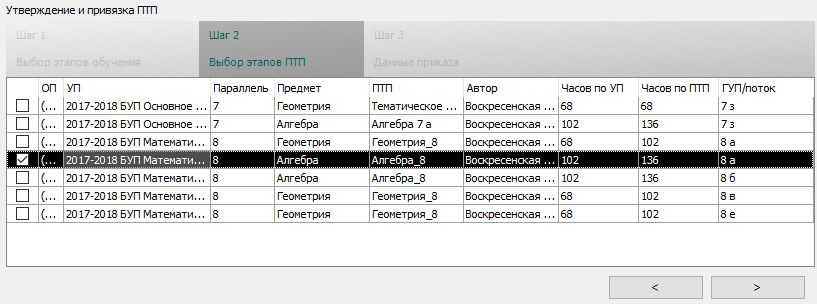 Утверждение и привязка ПТП
Шаг 1 Шаг 2 Шаг 3
Выбор этапов обучения Выбор этапов ПТП Данные приказа
ОП УП Параллель Предмет ПТП Автор Часов по УП Часов по ПТП ГУП/поток
(... 2017-2018 БУП Основное ... 7 Геометрия Тематическое ... Воскресенская ... 68 68 7 з
(... 2017-2018 БУП Основное ... 7 Алгебра Алгебра 7 а Воскресенская ... 102 136 7 з
(... 2017-2018 БУП Математи... 8 Геометрия Геометрия_8 Воскресенская ... 68 102 8 а
(... 2017-2018 БУП Математи... 8 Алгебра Алгебра_8 Воскресенская ... 102 136 8 а
(... 2017-2018 БУП Математи... 8 Алгебра Алгебра_8 Воскресенская ... 102 136 8 б
(... 2017-2018 БУП Математи... 8 Геометрия Геометрия_8 Воскресенская ... 68 102 8 в
(... 2017-2018 БУП Математи... 8 Геометрия Геометрия_8 Воскресенская ... 68 102 8 е
< >